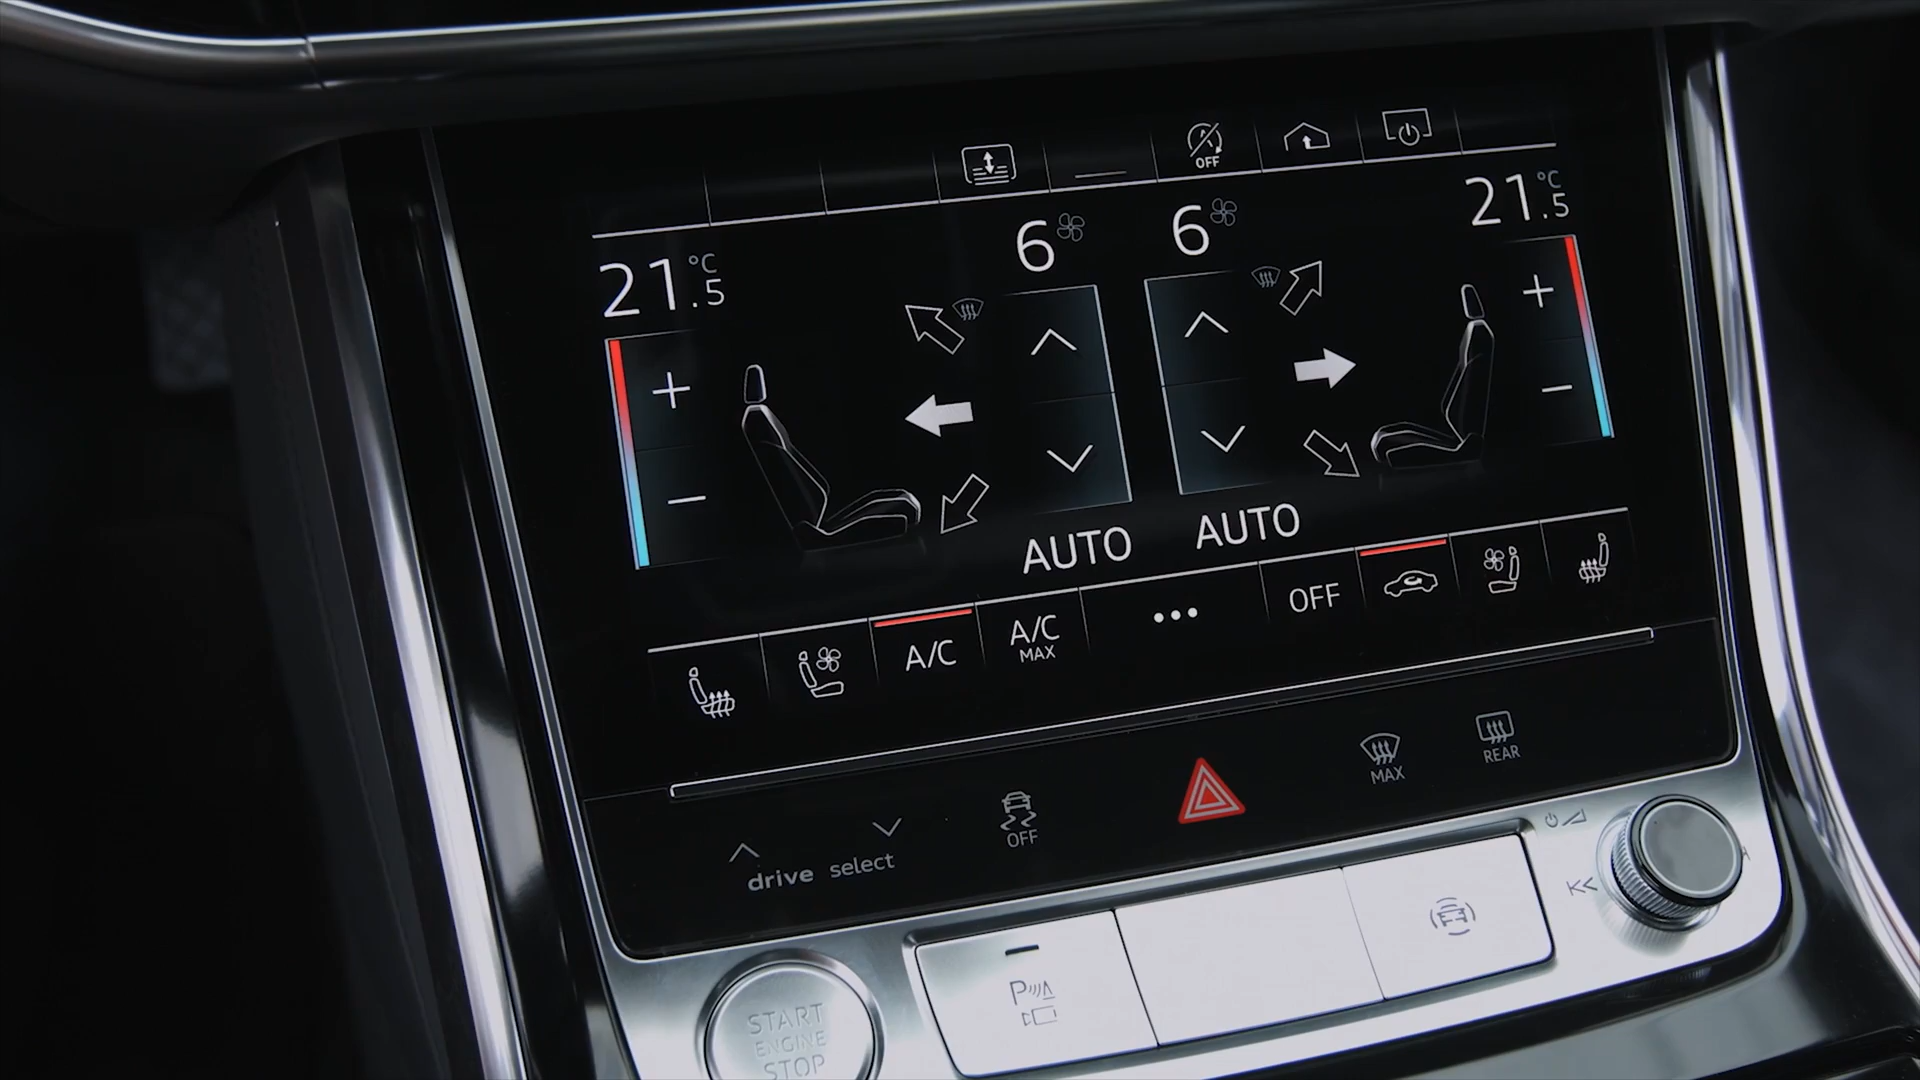 OFF
21.5 °C
6
6
21.5 °C
AUTO
AUTO
A/C
A/C
MAX
OFF
drive select
OFF
MAX
REAR
START
ENGINE
STOP
P